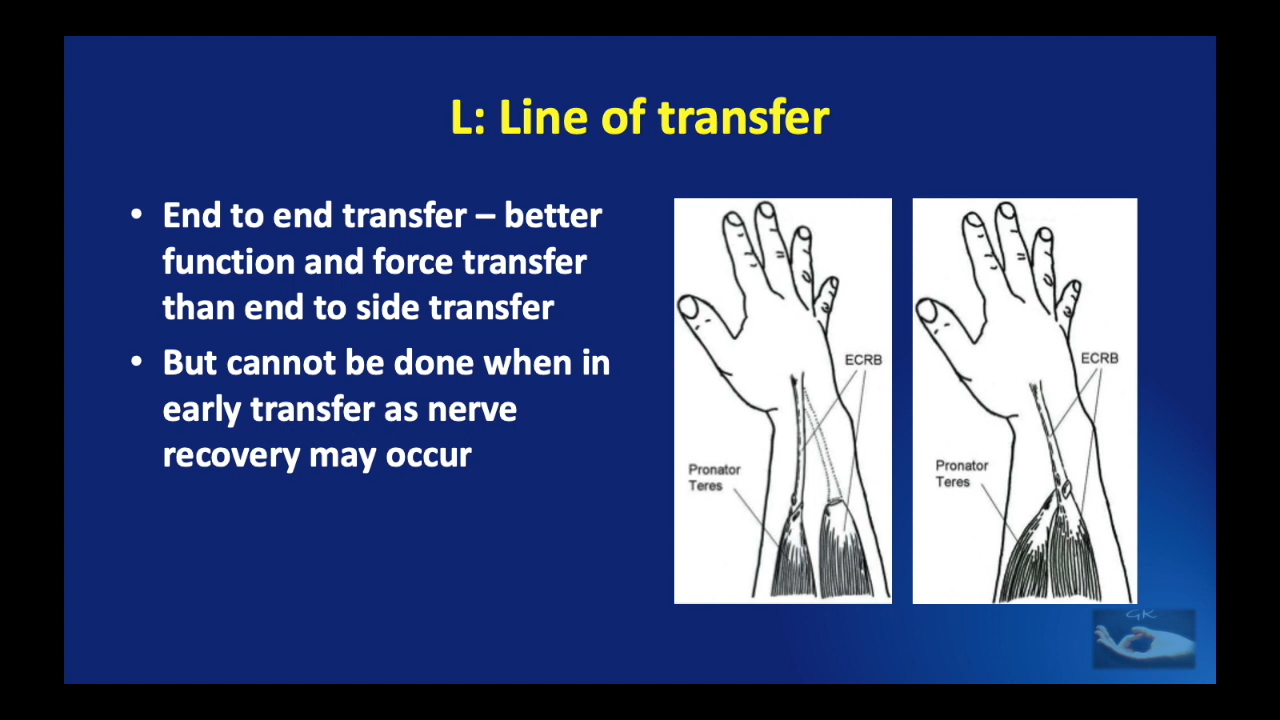 L: Line of transfer
• End to end transfer – better
function and force transfer
than end to side transfer
• But cannot be done when in
early transfer as nerve
recovery may occur
ECRB
Pronator
Teres
ECRB
Pronator
Teres
GK